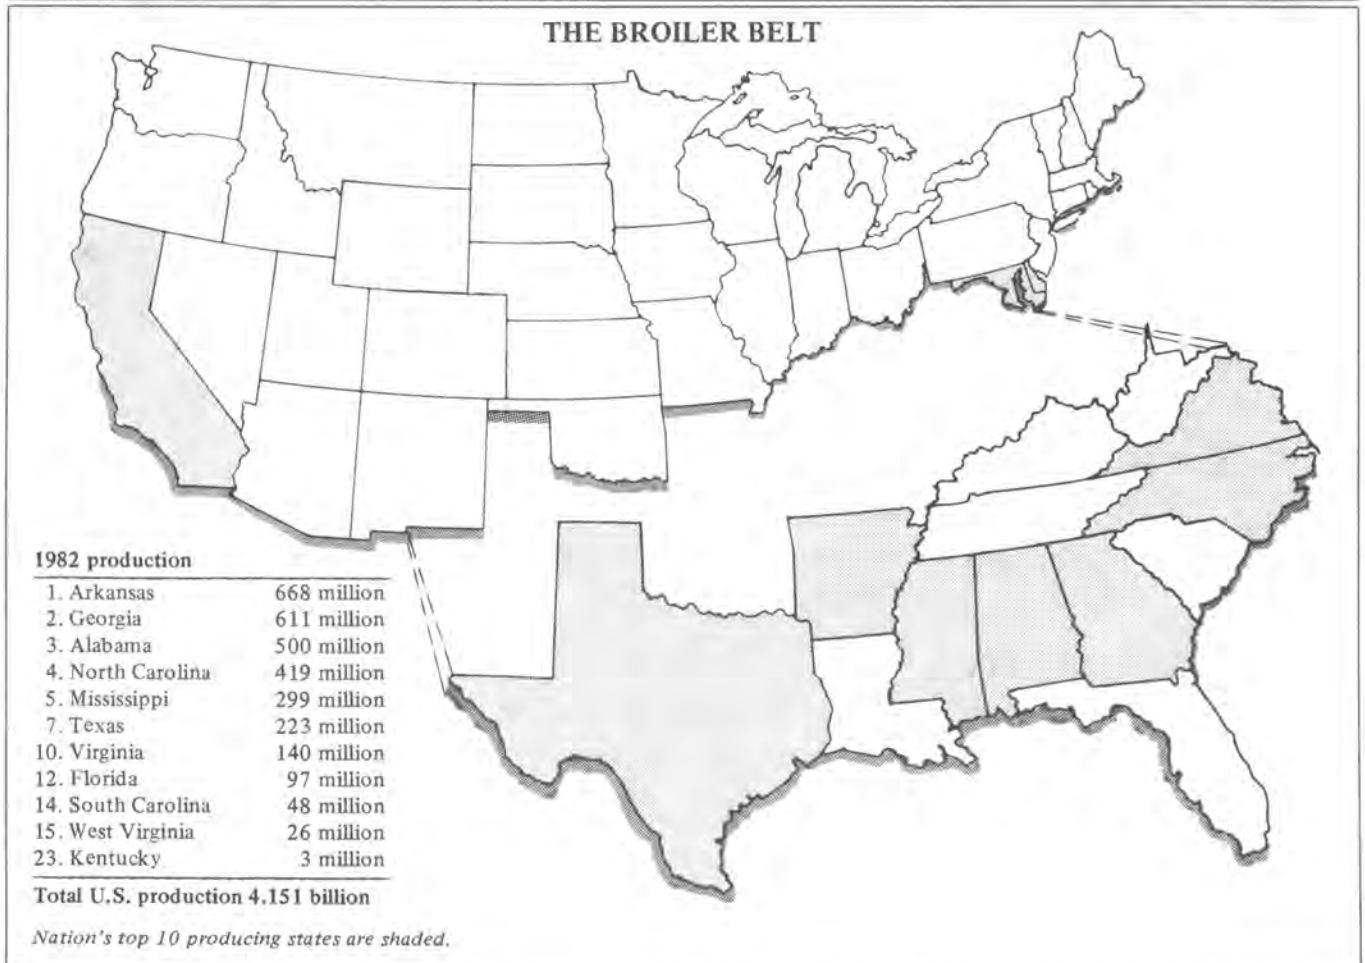 THE BROILER BELT
1982 production
1. Arkansas 668 million
2. Georgia 611 million
3. Alabama 500 million
4. North Carolina 419 million
5. Mississippi 299 million
7. Texas 223 million
10. Virginia 140 million
12. Florida 97 million
14. South Carolina 48 million
15. West Virginia 26 million
23. Kentucky 3 million
Total U.S. production 4.151 billion
Nation's top 10 producing states are shaded.